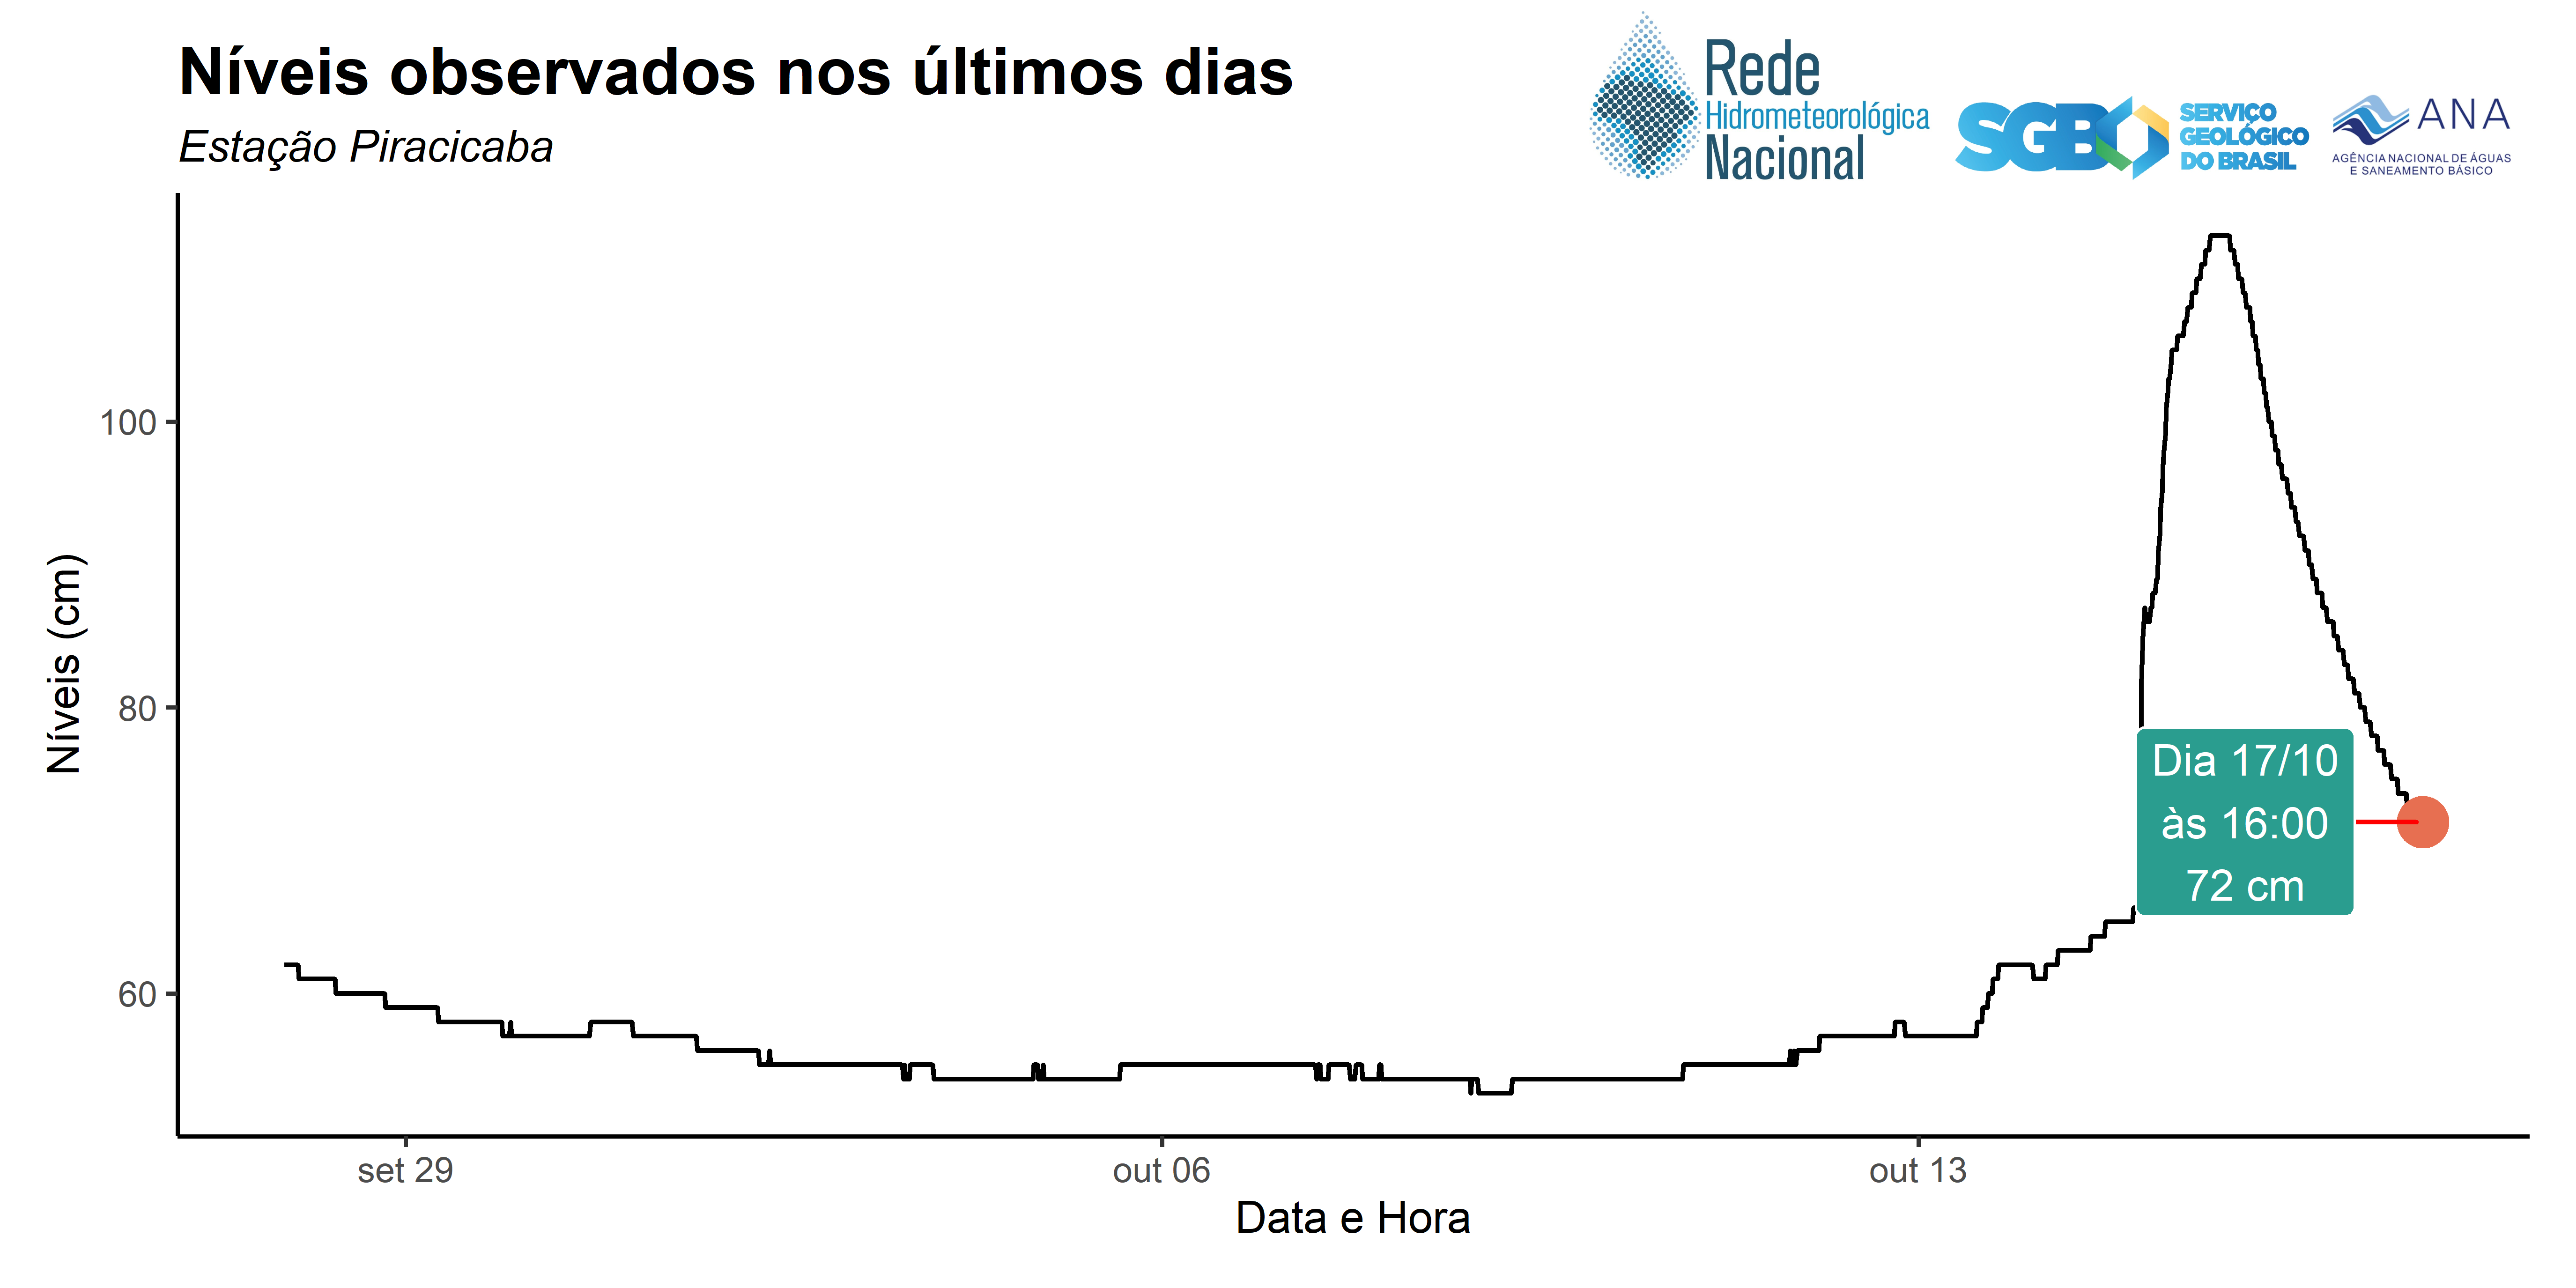 Níveis observados nos últimos dias
Estação Piracicaba
Rede
Hidrometeorológica
Nacional
SGB
SERVIÇO
GEOLÓGICO
DO BRASIL
ANA
AGÊNCIA NACIONAL DE ÁGUAS
E SANEAMENTO BÁSICO
Níveis (cm)
100
80
60
Dia 17/10
às 16:00
72 cm
set 29
out 06
out 13
Data e Hora